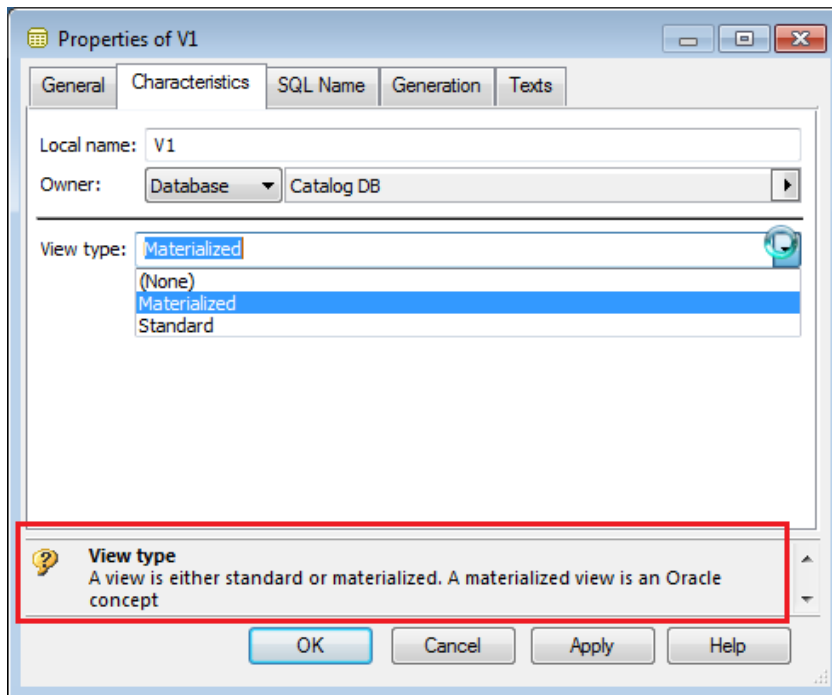 Properties of V1
General Characteristics SQL Name Generation Texts
Local name: V1
Owner: Database Catalog DB
View type: Materialized
(None)
Materialized
Standard
View type
A view is either standard or materialized. A materialized view is an Oracle
concept
OK Cancel Apply Help